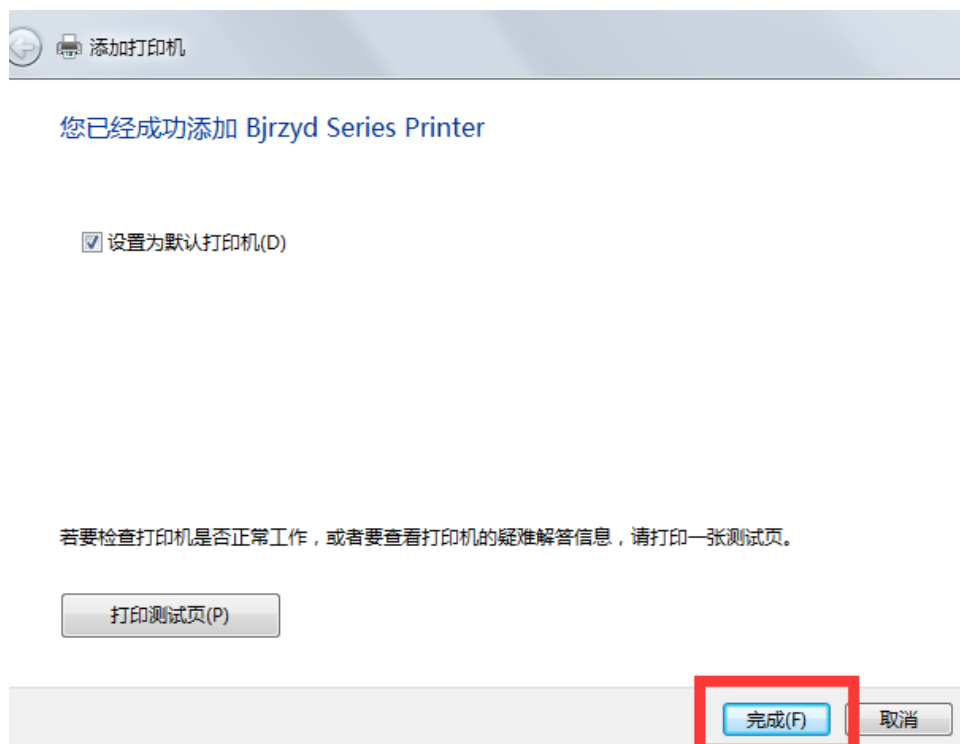 添加打印机
您已经成功添加 Bjrzyd Series Printer
设置为默认打印机(D)
若要检查打印机是否正常工作，或者要查看打印机的疑难解答信息，请打印一张测试页。
打印测试页(P)
完成(F) 取消